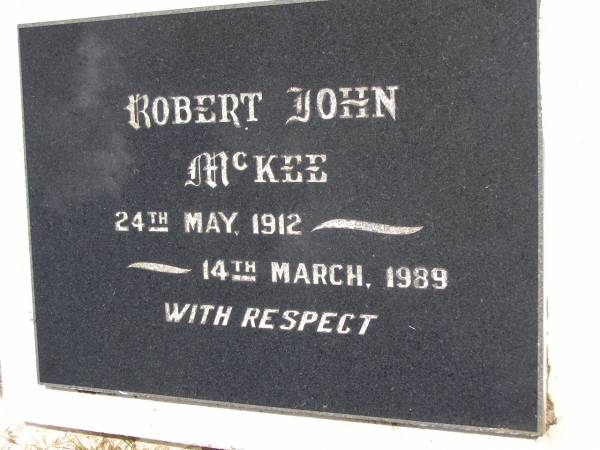 ROBERT JOHN
McKEE
24TH MAY, 1912
14TH MARCH, 1989
WITH RESPECT